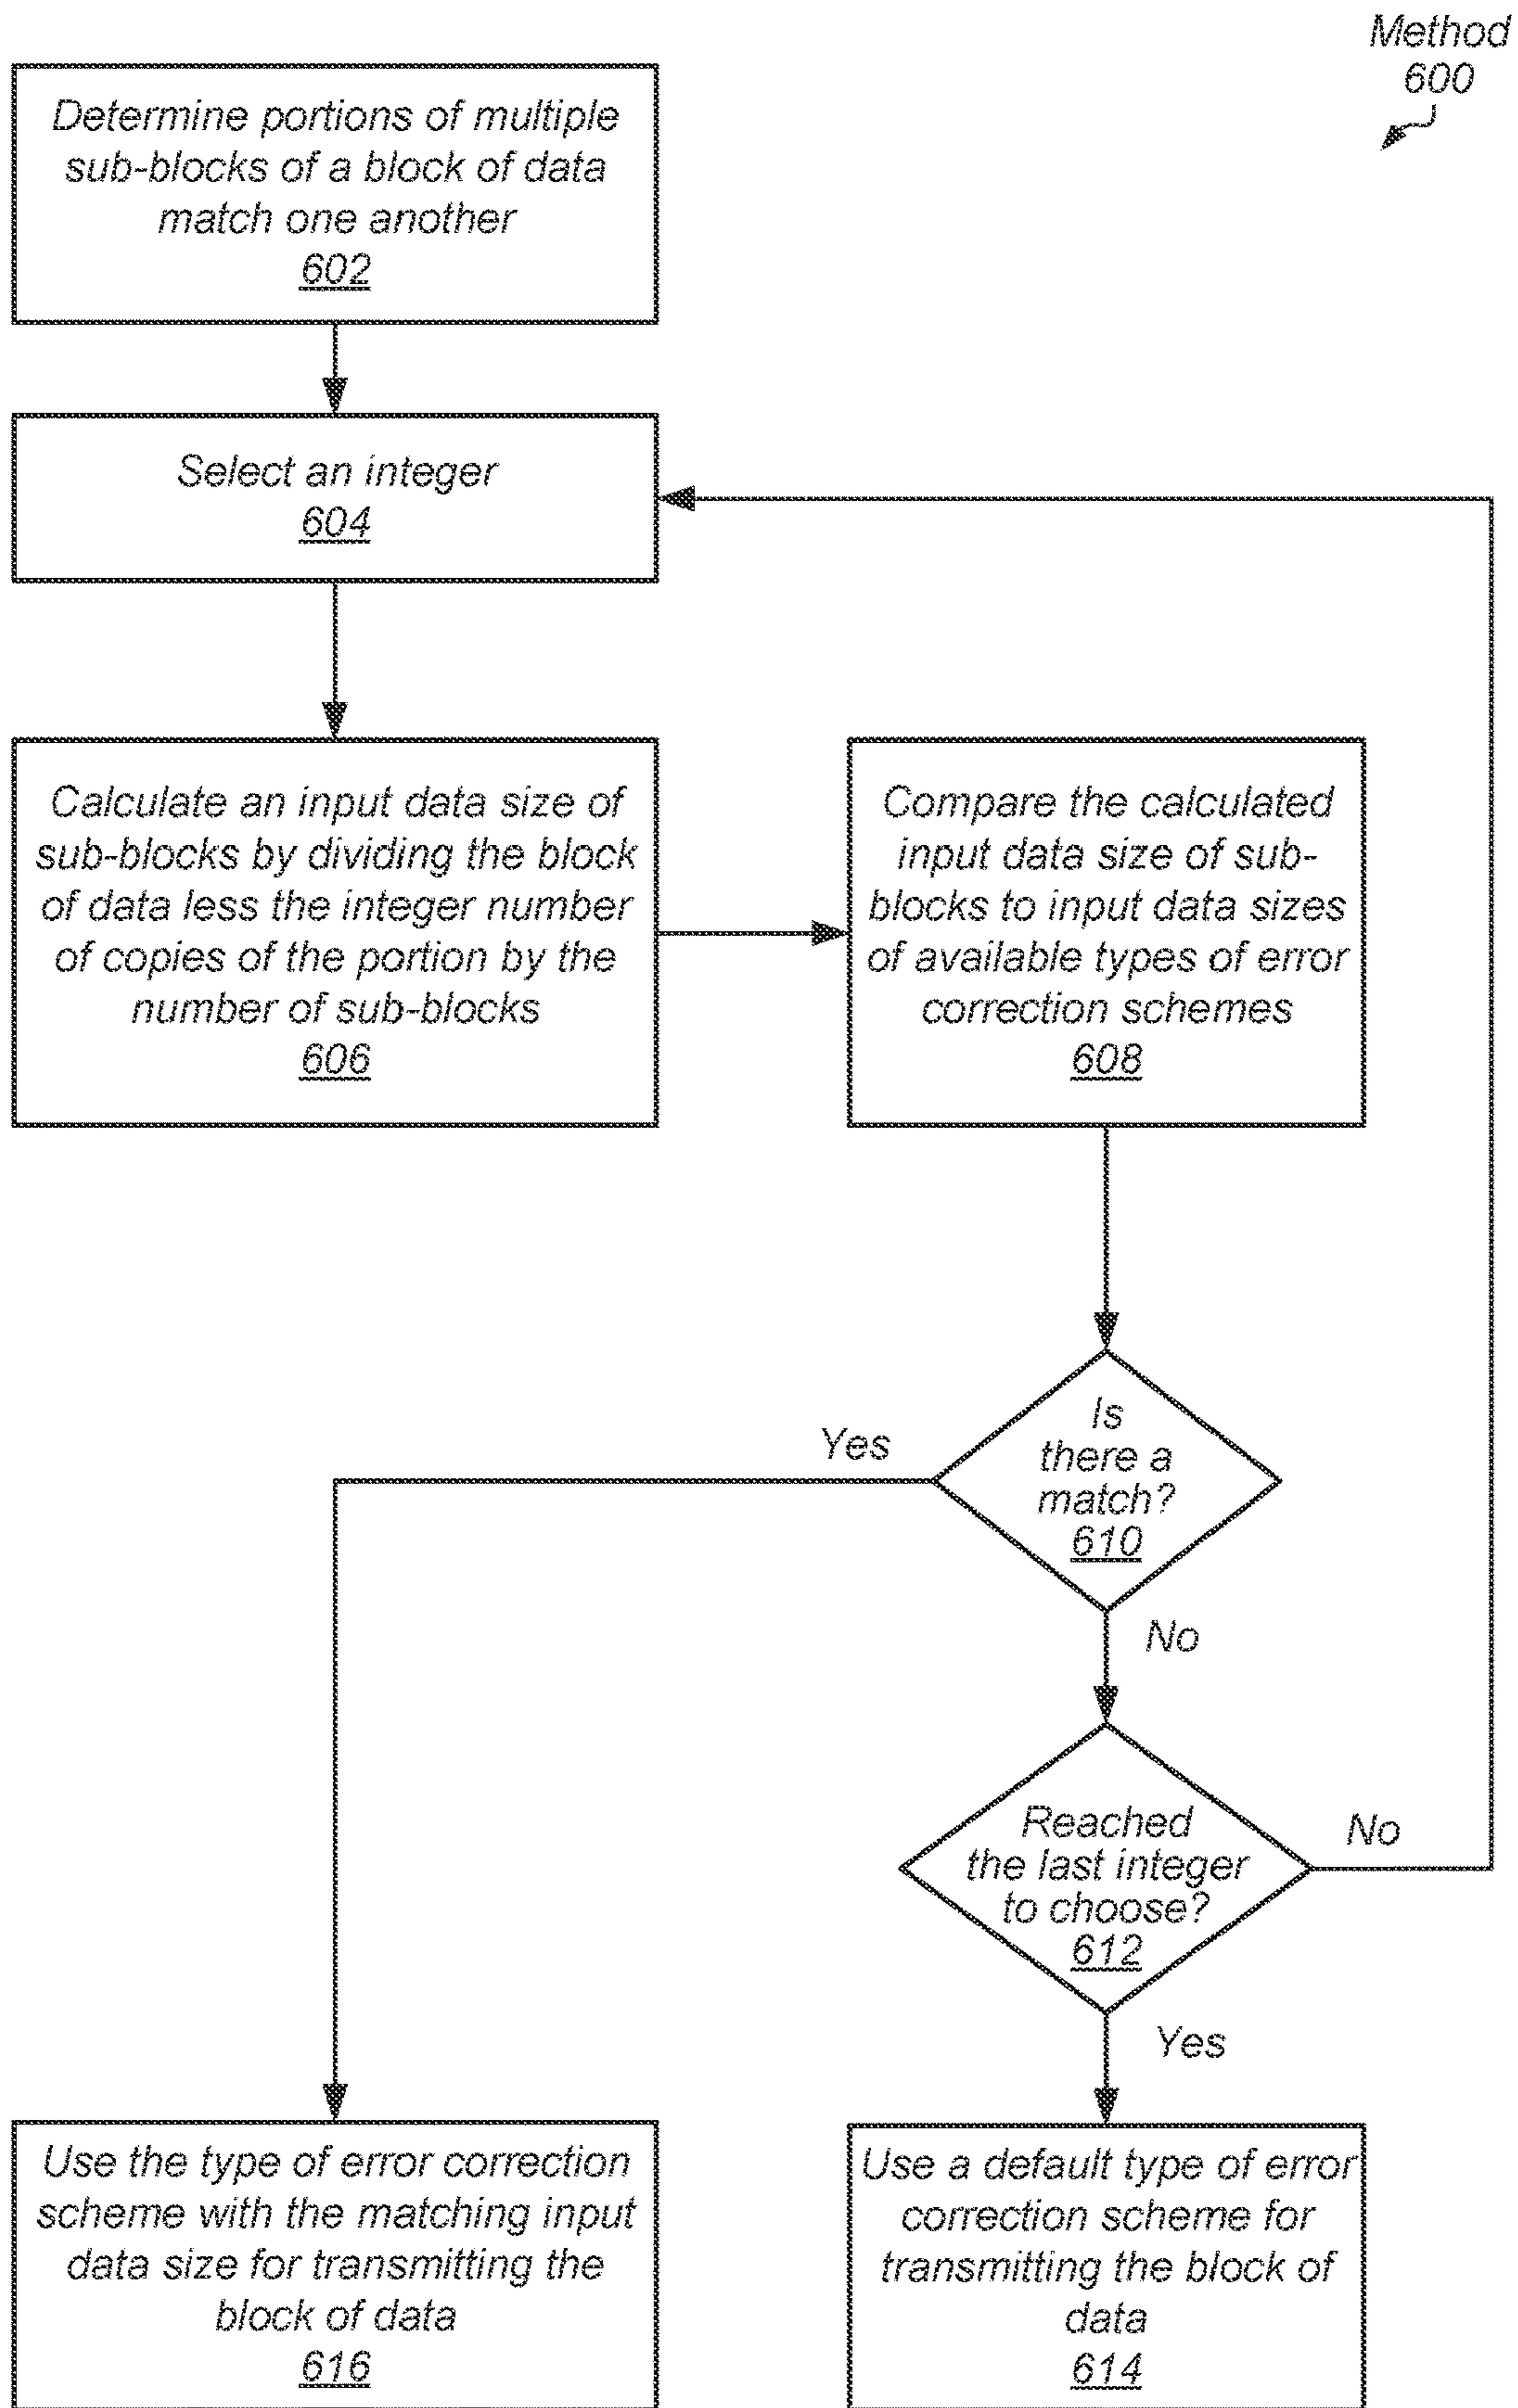 Method
600
Determine portions of multiple
sub-blocks of a block of data
match one another
602
Select an integer
604
Calculate an input data size of
sub-blocks by dividing the block
of data less the integer number
of copies of the portion by the
number of sub-blocks
606
Compare the calculated
input data size of sub-
blocks to input data sizes
of available types of error
correction schemes
608
Is
there a
match?
610
Yes
No
Reached
the last integer
to choose?
612
No
Yes
Use the type of error correction
scheme with the matching input
data size for transmitting the
block of data
616
Use a default type of error
correction scheme for
transmitting the block of
data
614